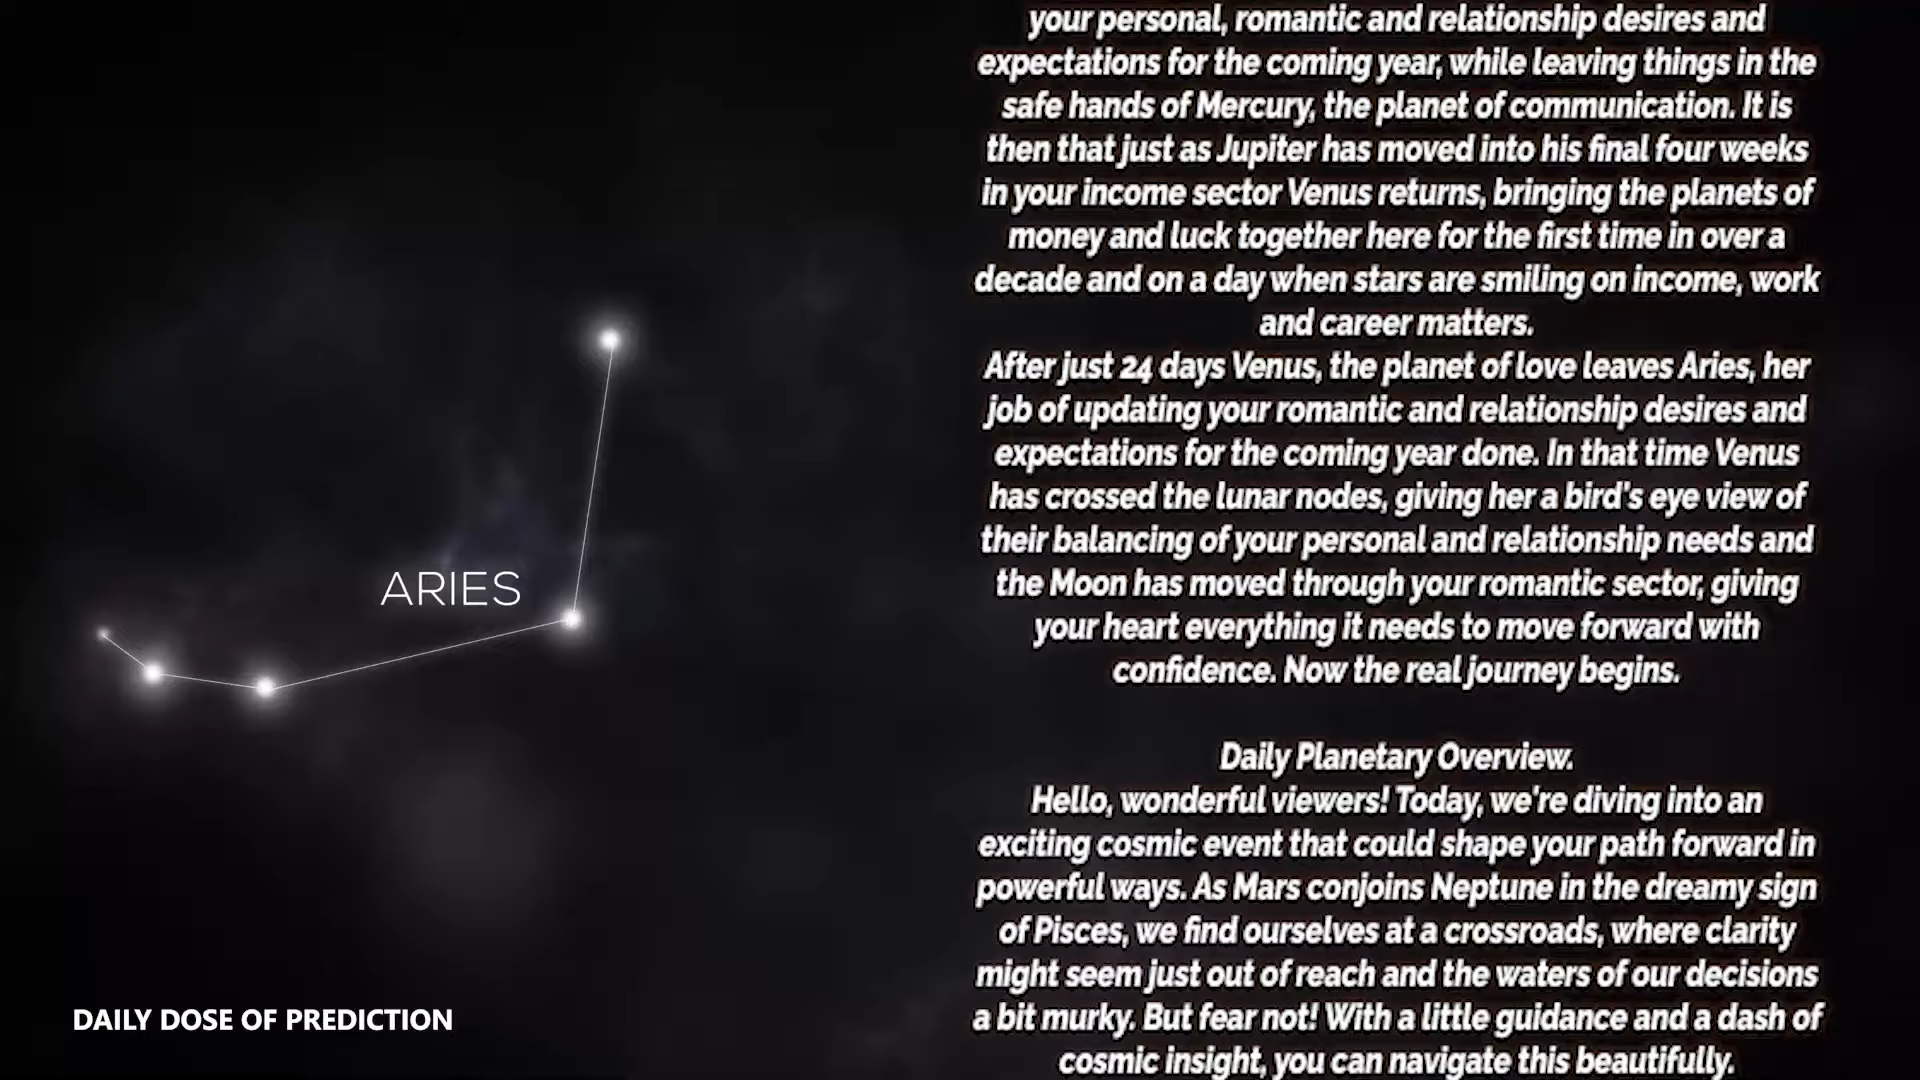 your personal, romantic and relationship desires and
expectations for the coming year, while leaving things in the
safe hands of Mercury, the planet of communication. It is
then that just as Jupiter has moved into his final four weeks
in your income sector Venus returns, bringing the planets of
money and luck together here for the first time in over a
decade and on a day when stars are smiling on income, work
and career matters.
After just 24 days Venus, the planet of love leaves Aries, her
job of updating your romantic and relationship desires and
expectations for the coming year done. In that time Venus
has crossed the lunar nodes, giving her a bird's eye view of
their balancing of your personal and relationship needs and
the Moon has moved through your romantic sector, giving
your heart everything it needs to move forward with
confidence. Now the real journey begins.
Daily Planetary Overview.
Hello, wonderful viewers! Today, we're diving into an
exciting cosmic event that could shape your path forward in
powerful ways. As Mars conjoins Neptune in the dreamy sign
of Pisces, we find ourselves at a crossroads, where clarity
might seem just out of reach and the waters of our decisions
a bit murky. But fear not! With a little guidance and a dash of
cosmic insight, you can navigate this beautifully.
ARIES
DAILY DOSE OF PREDICTION